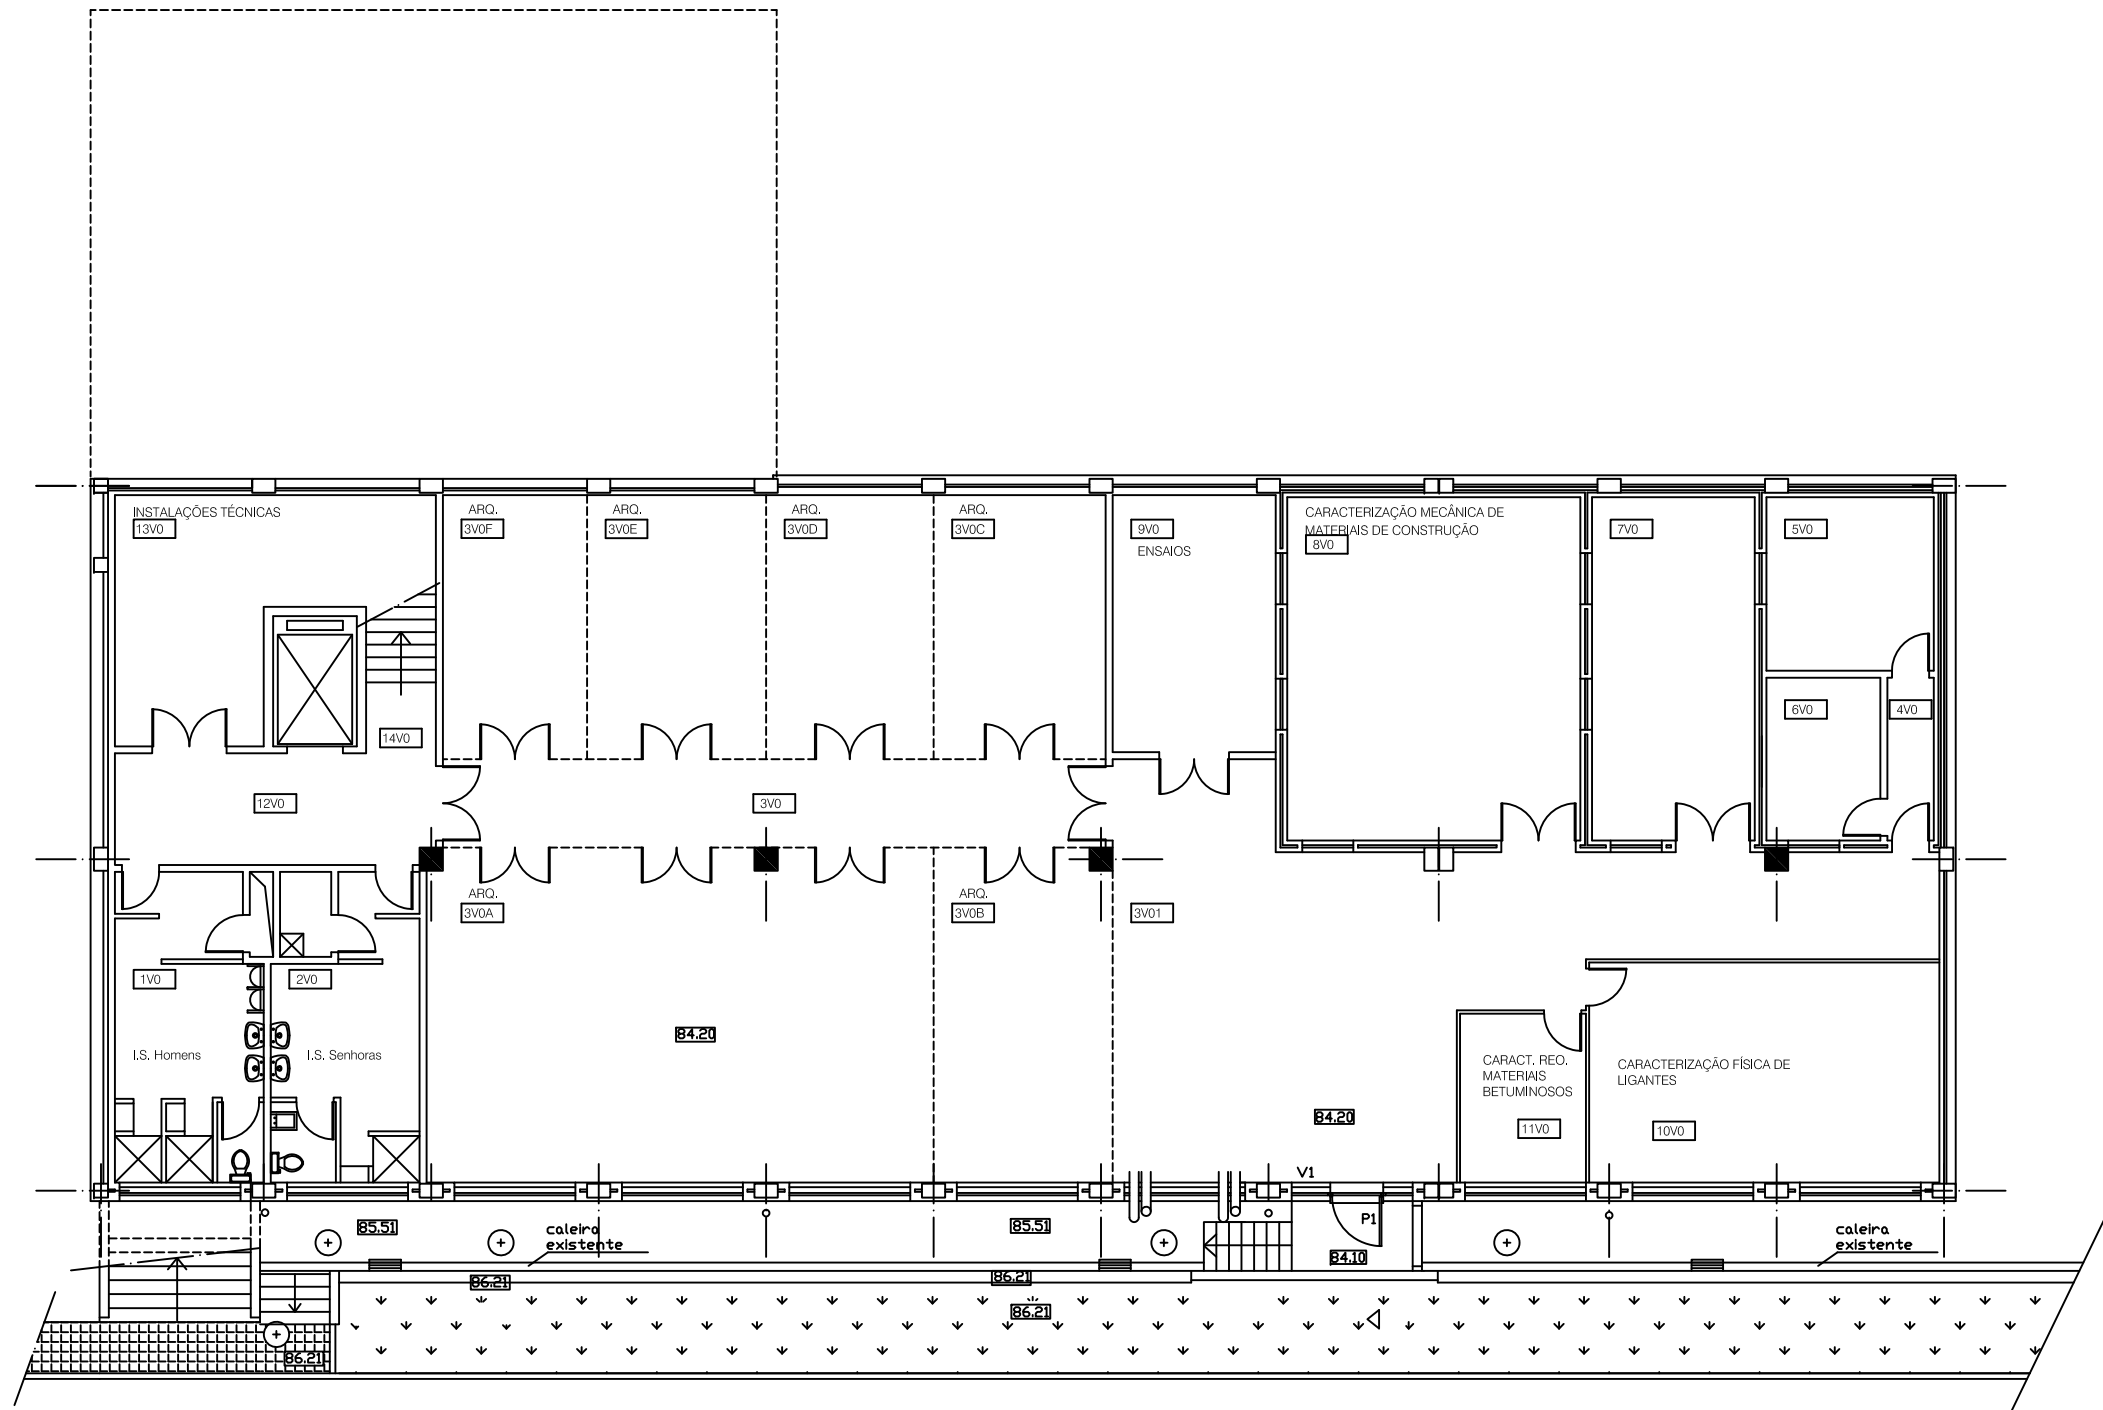 INSTALAÇÕES TÉCNICAS
13V0
ARQ.
3V0F
ARQ.
3V0E
ARQ.
3V0D
ARQ.
3V0C
9V0
ENSAIOS
CARACTERIZAÇÃO MECÂNICA DE
MATERIAIS DE CONSTRUÇÃO
8V0
7V0
5V0
6V0
4V0
14V0
12V0
3V0
ARQ.
3V0A
ARQ.
3V0B
3V01
1V0
2V0
I.S. Homens
I.S. Senhoras
84.20
84.20
CARACT. REO.
MATERIAIS
BETUMINOSOS
11V0
CARACTERIZAÇÃO FÍSICA DE
LIGANTES
10V0
V1
P1
85.51
caleira
existente
85.51
84.10
caleira
existente
86.21
86.21
86.21
86.21